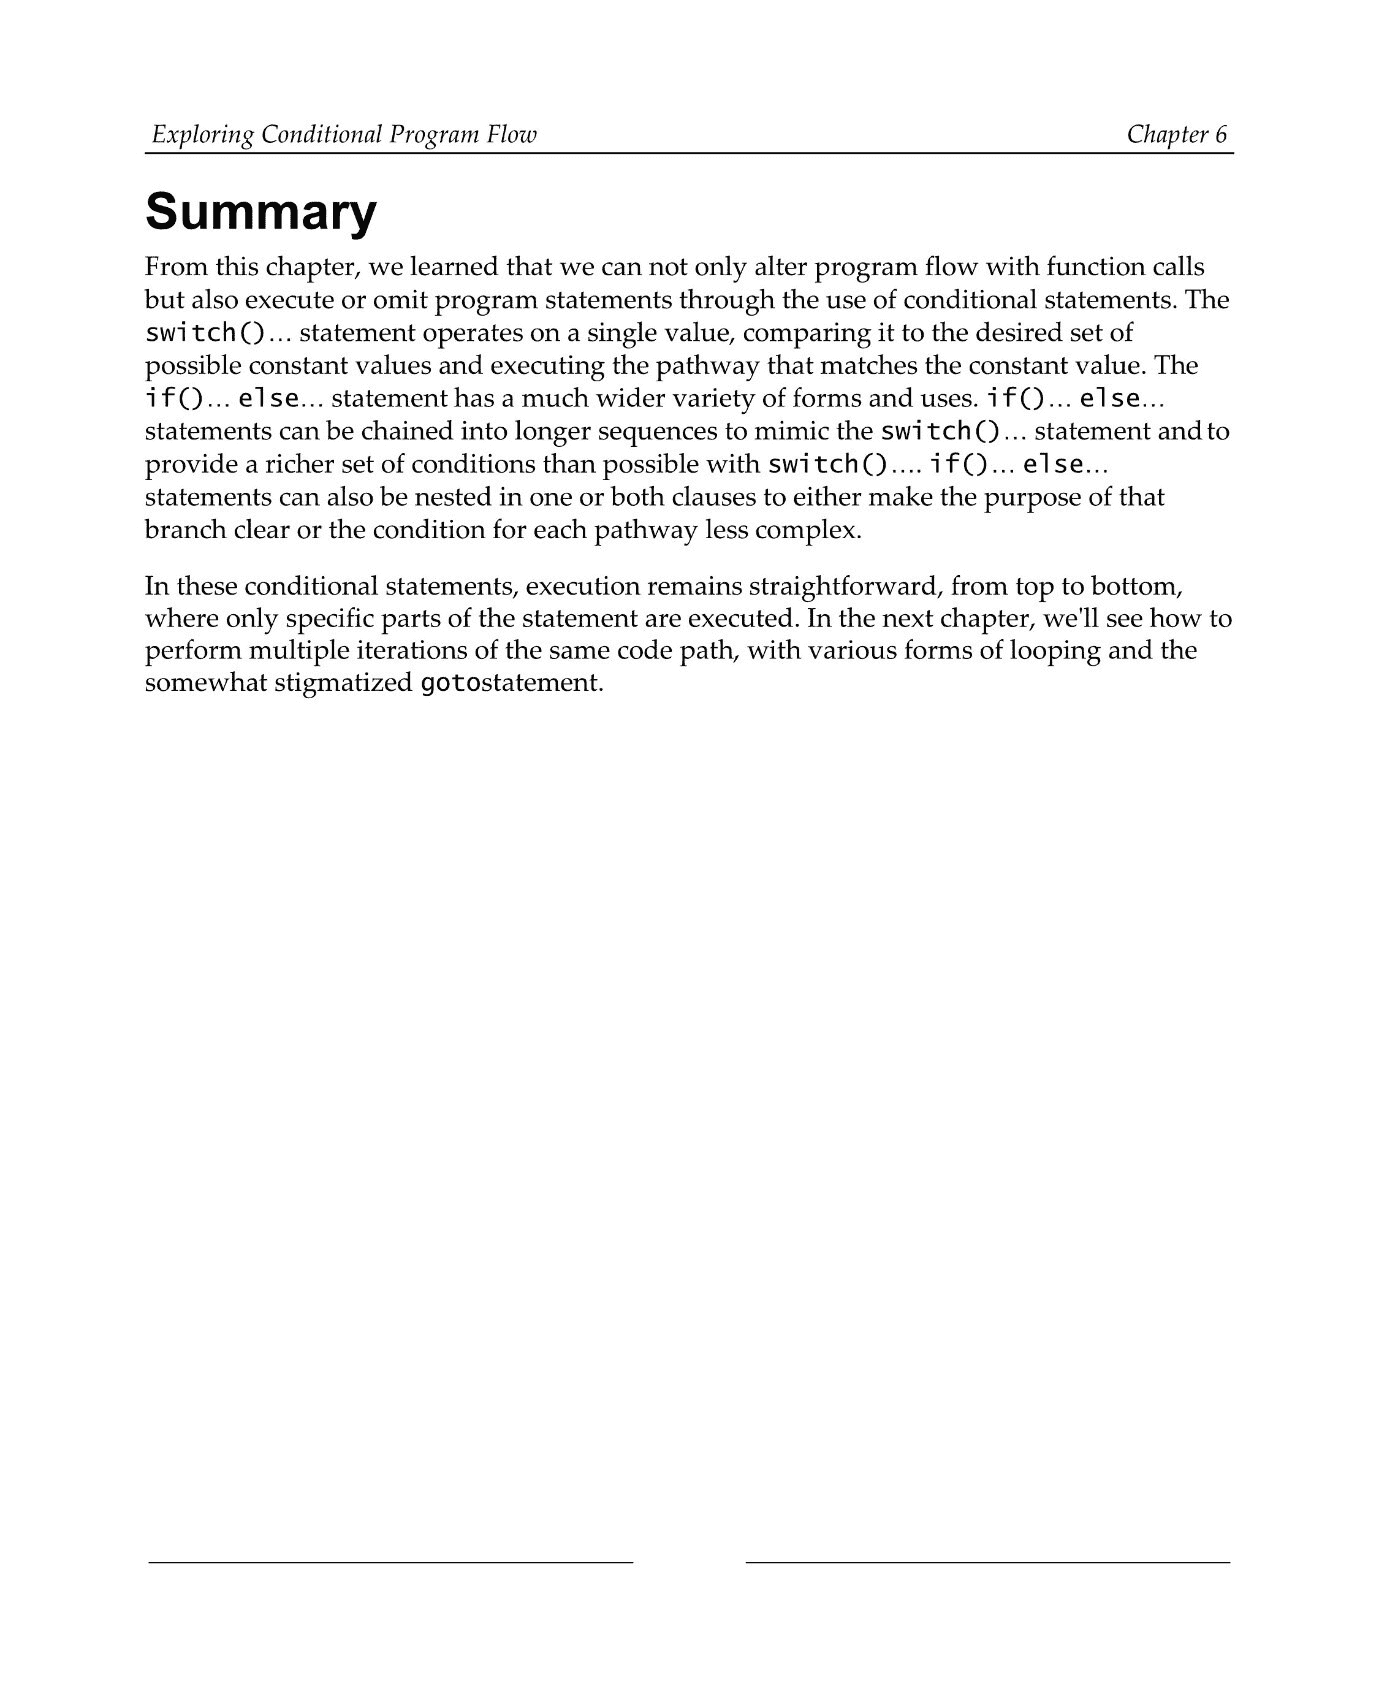 Exploring Conditional Program Flow Chapter 6
Summary
From this chapter, we learned that we can not only alter program flow with function calls
but also execute or omit program statements through the use of conditional statements. The
switch()… statement operates on a single value, comparing it to the desired set of
possible constant values and executing the pathway that matches the constant value. The
if()… else… statement has a much wider variety of forms and uses. if()… else…
statements can be chained into longer sequences to mimic the switch()… statement and to
provide a richer set of conditions than possible with switch()…. if()… else…
statements can also be nested in one or both clauses to either make the purpose of that
branch clear or the condition for each pathway less complex.
In these conditional statements, execution remains straightforward, from top to bottom,
where only specific parts of the statement are executed. In the next chapter, we'll see how to
perform multiple iterations of the same code path, with various forms of looping and the
somewhat stigmatized gotostatement.